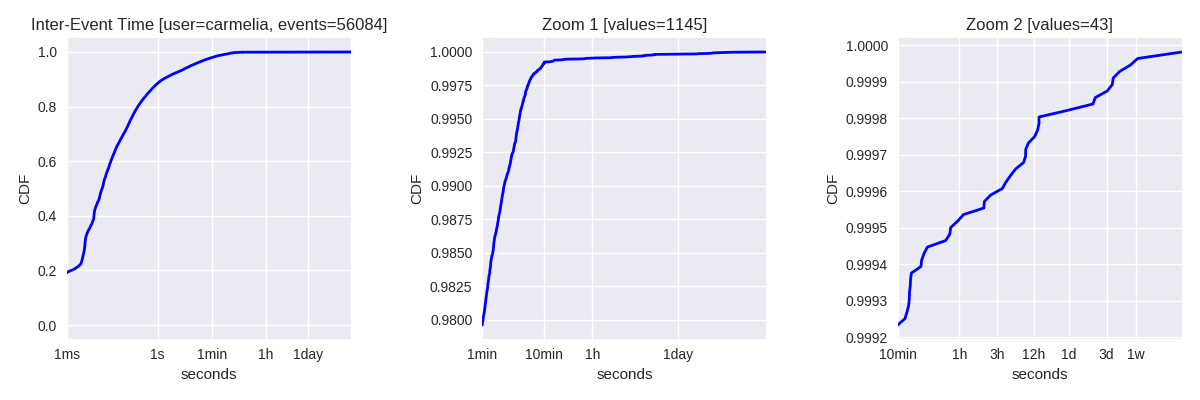 Inter-Event Time [user=carmelia, events=56084]
CDF
1.0
0.8
0.6
0.4
0.2
0.0
1ms 1s 1min 1h 1day
seconds
Zoom 1 [values=1145]
CDF
1.0000
0.9975
0.9950
0.9925
0.9900
0.9875
0.9850
0.9825
0.9800
1min 10min 1h 1day
seconds
Zoom 2 [values=43]
CDF
1.0000
0.9999
0.9998
0.9997
0.9996
0.9995
0.9994
0.9993
0.9992
10min 1h 3h 12h 1d 3d 1w
seconds